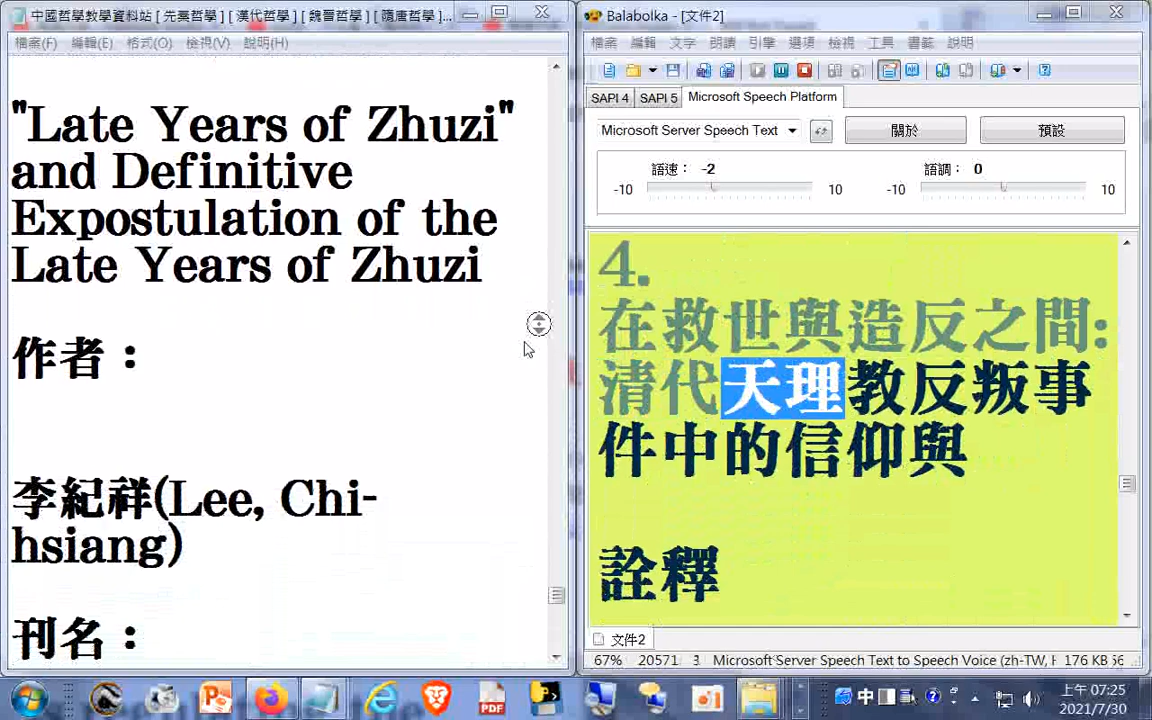 中國哲學教學資料站 [ 先秦哲學 ] [ 漢代哲學 ] [ 魏晉哲學 ] [ 隋唐哲學 ]...
檔案(F) 編輯(E) 格式(O) 檢視(V) 說明(H)
"Late Years of Zhuzi"
and Definitive
Expostulation of the
Late Years of Zhuzi
作者：
李紀祥(Lee, Chi-
hsiang)
刊名：
Balabolka - [文件2]
檔案 編輯 文字 朗讀 引擎 選項 檢視 工具 書籤 說明
SAPI 4 SAPI 5 Microsoft Speech Platform
Microsoft Server Speech Text 關於 預設
語速： -2 語調： 0
-10 10 -10 10
4.
在救世與造反之間:
清代天理教反叛事
件中的信仰與
詮釋
文件2
67% 20571 3 Microsoft Server Speech Text to Speech Voice (zh-TW, H 176 KB
中
上午 07:25
2021/7/30